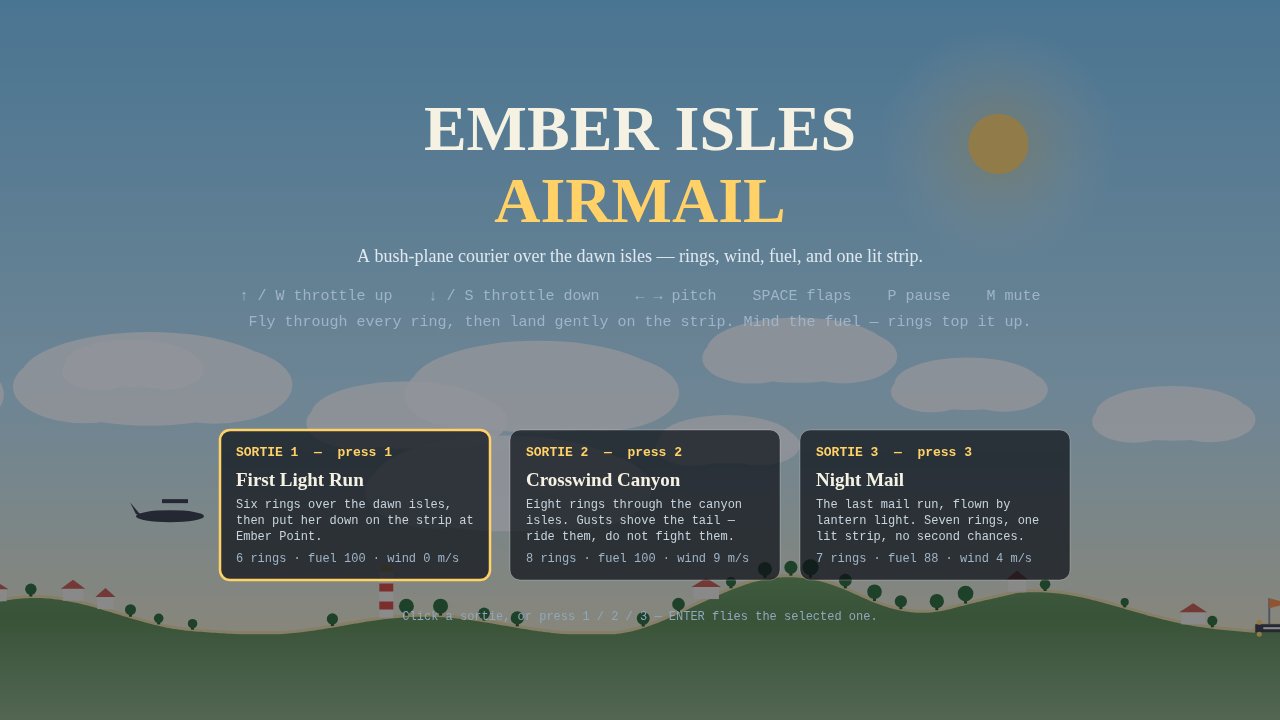 EMBER ISLES
AIRMAIL
A bush-plane courier over the dawn isles — rings, wind, fuel, and one lit strip.
↑ / W throttle up    ↓ / S throttle down    ← → pitch    SPACE flaps    P pause    M mute
Fly through every ring, then land gently on the strip. Mind the fuel — rings top it up.
SORTIE 1  —  press 1
First Light Run
Six rings over the dawn isles,
then put her down on the strip at
Ember Point.
6 rings · fuel 100 · wind 0 m/s
SORTIE 2  —  press 2
Crosswind Canyon
Eight rings through the canyon
isles. Gusts shove the tail —
ride them, do not fight them.
8 rings · fuel 100 · wind 9 m/s
SORTIE 3  —  press 3
Night Mail
The last mail run, flown by
lantern light. Seven rings, one
lit strip, no second chances.
7 rings · fuel 88 · wind 4 m/s
Click a sortie, or press 1 / 2 / 3 — ENTER flies the selected one.